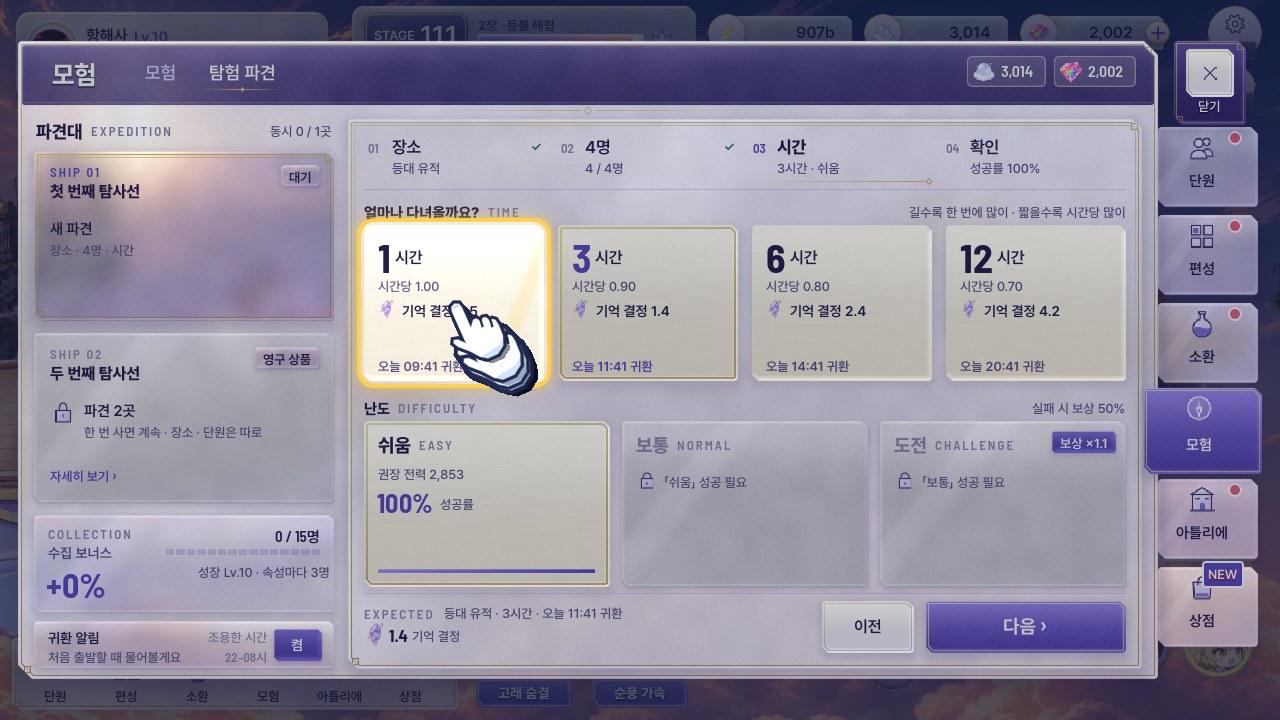 항해사 Lv.10
STAGE 111
2장 · 등불 해협
907b
3,014
2,002
모험
모험
탐험 파견
3,014
2,002
닫기
파견대 EXPEDITION
동시 0 / 1곳
SHIP 01
첫 번째 탐사선
대기
새 파견
장소 · 4명 · 시간
SHIP 02
두 번째 탐사선
영구 상품
파견 2곳
한 번 사면 계속 · 장소 · 단원은 따로
자세히 보기 ›
COLLECTION
수집 보너스
0 / 15명
+0%
성장 Lv.10 · 속성마다 3명
귀환 알림
처음 출발할 때 물어볼게요
조용한 시간
22–08시
켬
01 장소
등대 유적
02 4명
4 / 4명
03 시간
3시간 · 쉬움
04 확인
성공률 100%
얼마나 다녀올까요? TIME
길수록 한 번에 많이 · 짧을수록 시간당 많이
1 시간
시간당 1.00
기억 결정
오늘 09:41 귀환
3 시간
시간당 0.90
기억 결정 1.4
오늘 11:41 귀환
6 시간
시간당 0.80
기억 결정 2.4
오늘 14:41 귀환
12 시간
시간당 0.70
기억 결정 4.2
오늘 20:41 귀환
난도 DIFFICULTY
실패 시 보상 50%
쉬움 EASY
권장 전력 2,853
100% 성공률
보통 NORMAL
「쉬움」 성공 필요
도전 CHALLENGE
보상 ×1.1
「보통」 성공 필요
EXPECTED 등대 유적 · 3시간 · 오늘 11:41 귀환
1.4 기억 결정
이전
다음 ›
단원
편성
소환
모험
아틀리에
NEW
상점
단원
편성
소환
모험
아틀리에
상점
고래 숨결
순풍 가속